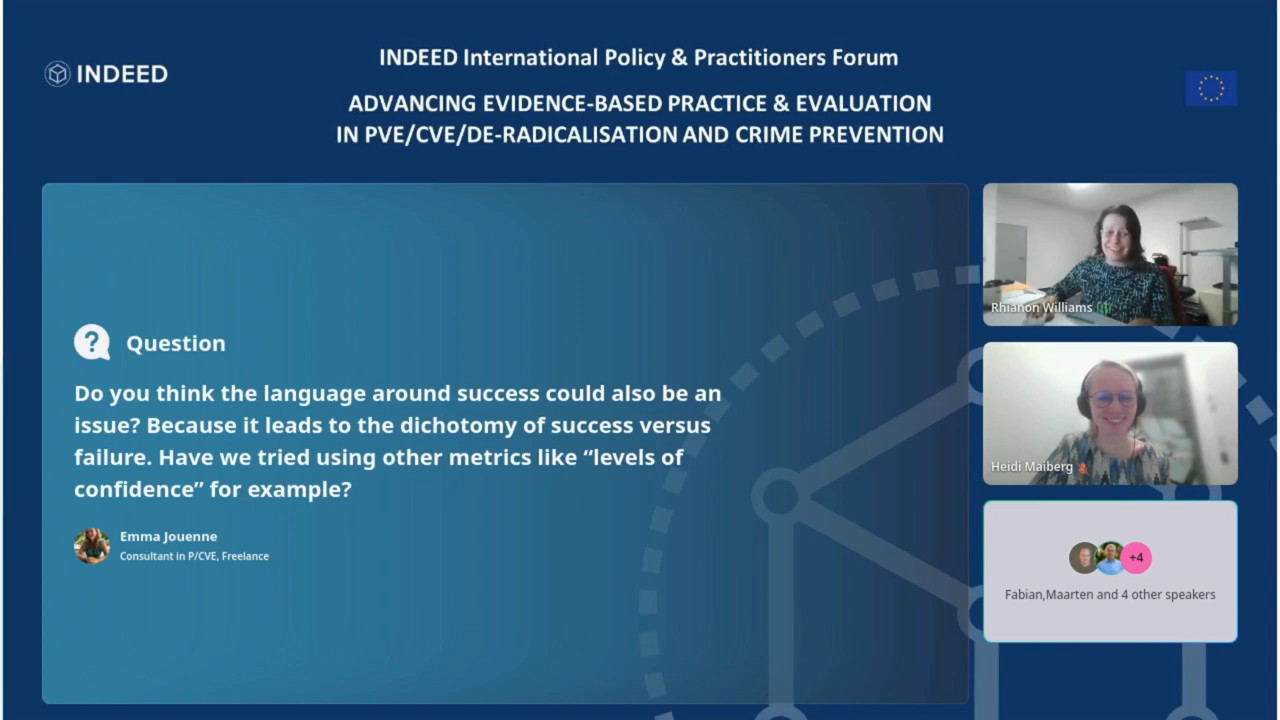 INDEED
INDEED International Policy & Practitioners Forum
ADVANCING EVIDENCE-BASED PRACTICE & EVALUATION
IN PVE/CVE/DE-RADICALISATION AND CRIME PREVENTION
Question
Do you think the language around success could also be an
issue? Because it leads to the dichotomy of success versus
failure. Have we tried using other metrics like “levels of
confidence” for example?
Emma Jouenne
Consultant in P/CVE, Freelance
Rhianon Williams
Heidi Maiberg
+4
Fabian,Maarten and 4 other speakers